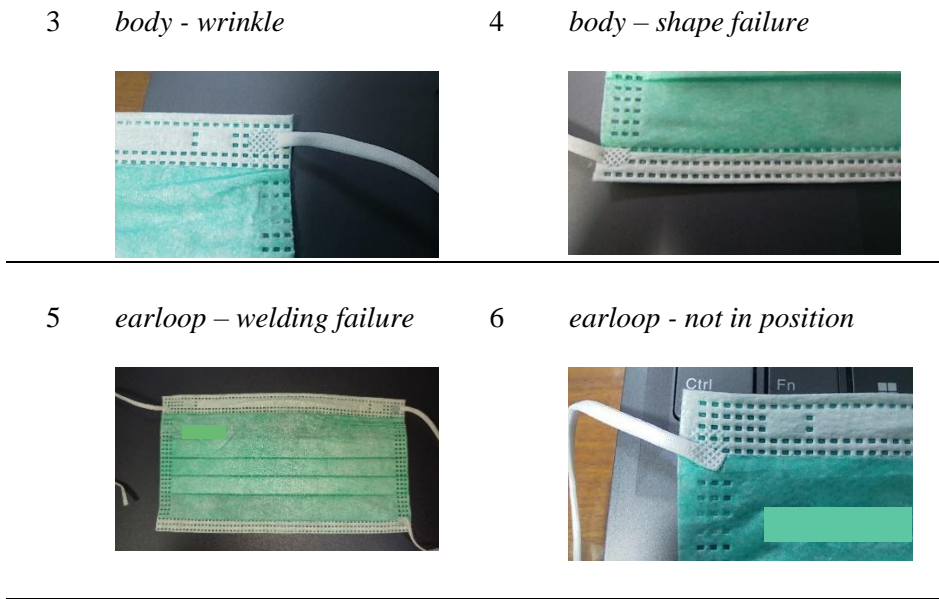 3 body - wrinkle
4 body – shape failure
5 earloop – welding failure
6 earloop - not in position
Ctrl
Fn